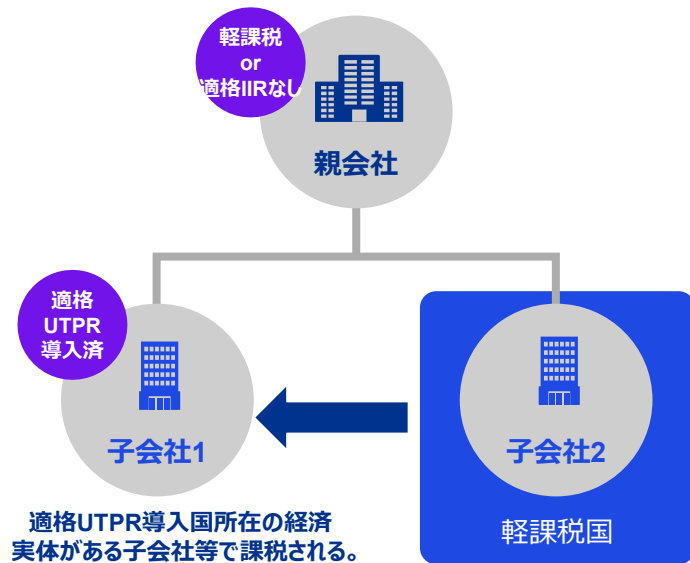 軽課税
or
適格IIRなし
親会社
適格
UTPR
導入済
子会社1
子会社2
適格UTPR導入国所在の経済
実体がある子会社等で課税される。
軽課税国